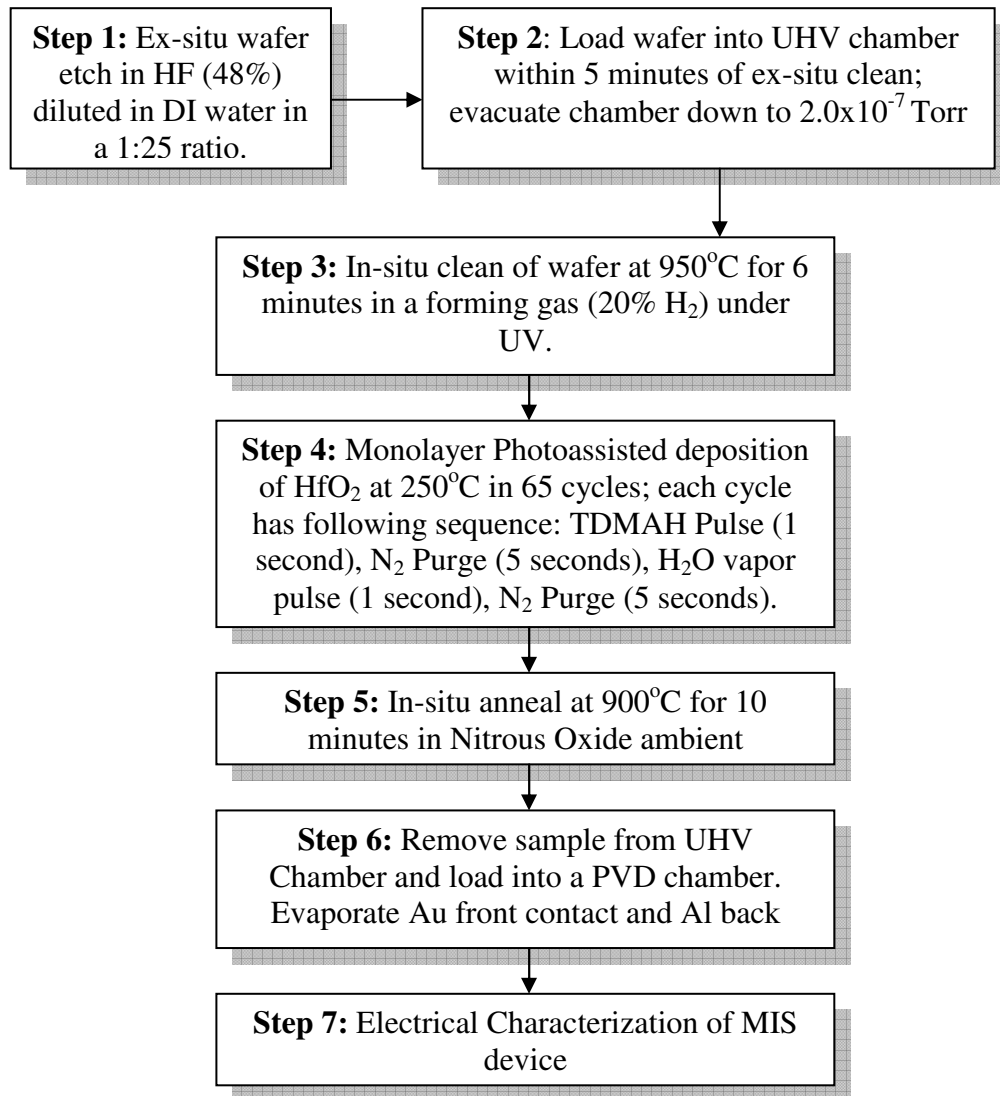 Step 1: Ex-situ wafer
etch in HF (48%)
diluted in DI water in
a 1:25 ratio.
Step 2: Load wafer into UHV chamber
within 5 minutes of ex-situ clean;
evacuate chamber down to 2.0x10⁻⁷ Torr
Step 3: In-situ clean of wafer at 950°C for 6
minutes in a forming gas (20% H₂) under
UV.
Step 4: Monolayer Photoassisted deposition
of HfO₂ at 250°C in 65 cycles; each cycle
has following sequence: TDMAH Pulse (1
second), N₂ Purge (5 seconds), H₂O vapor
pulse (1 second), N₂ Purge (5 seconds).
Step 5: In-situ anneal at 900°C for 10
minutes in Nitrous Oxide ambient
Step 6: Remove sample from UHV
Chamber and load into a PVD chamber.
Evaporate Au front contact and Al back
Step 7: Electrical Characterization of MIS
device